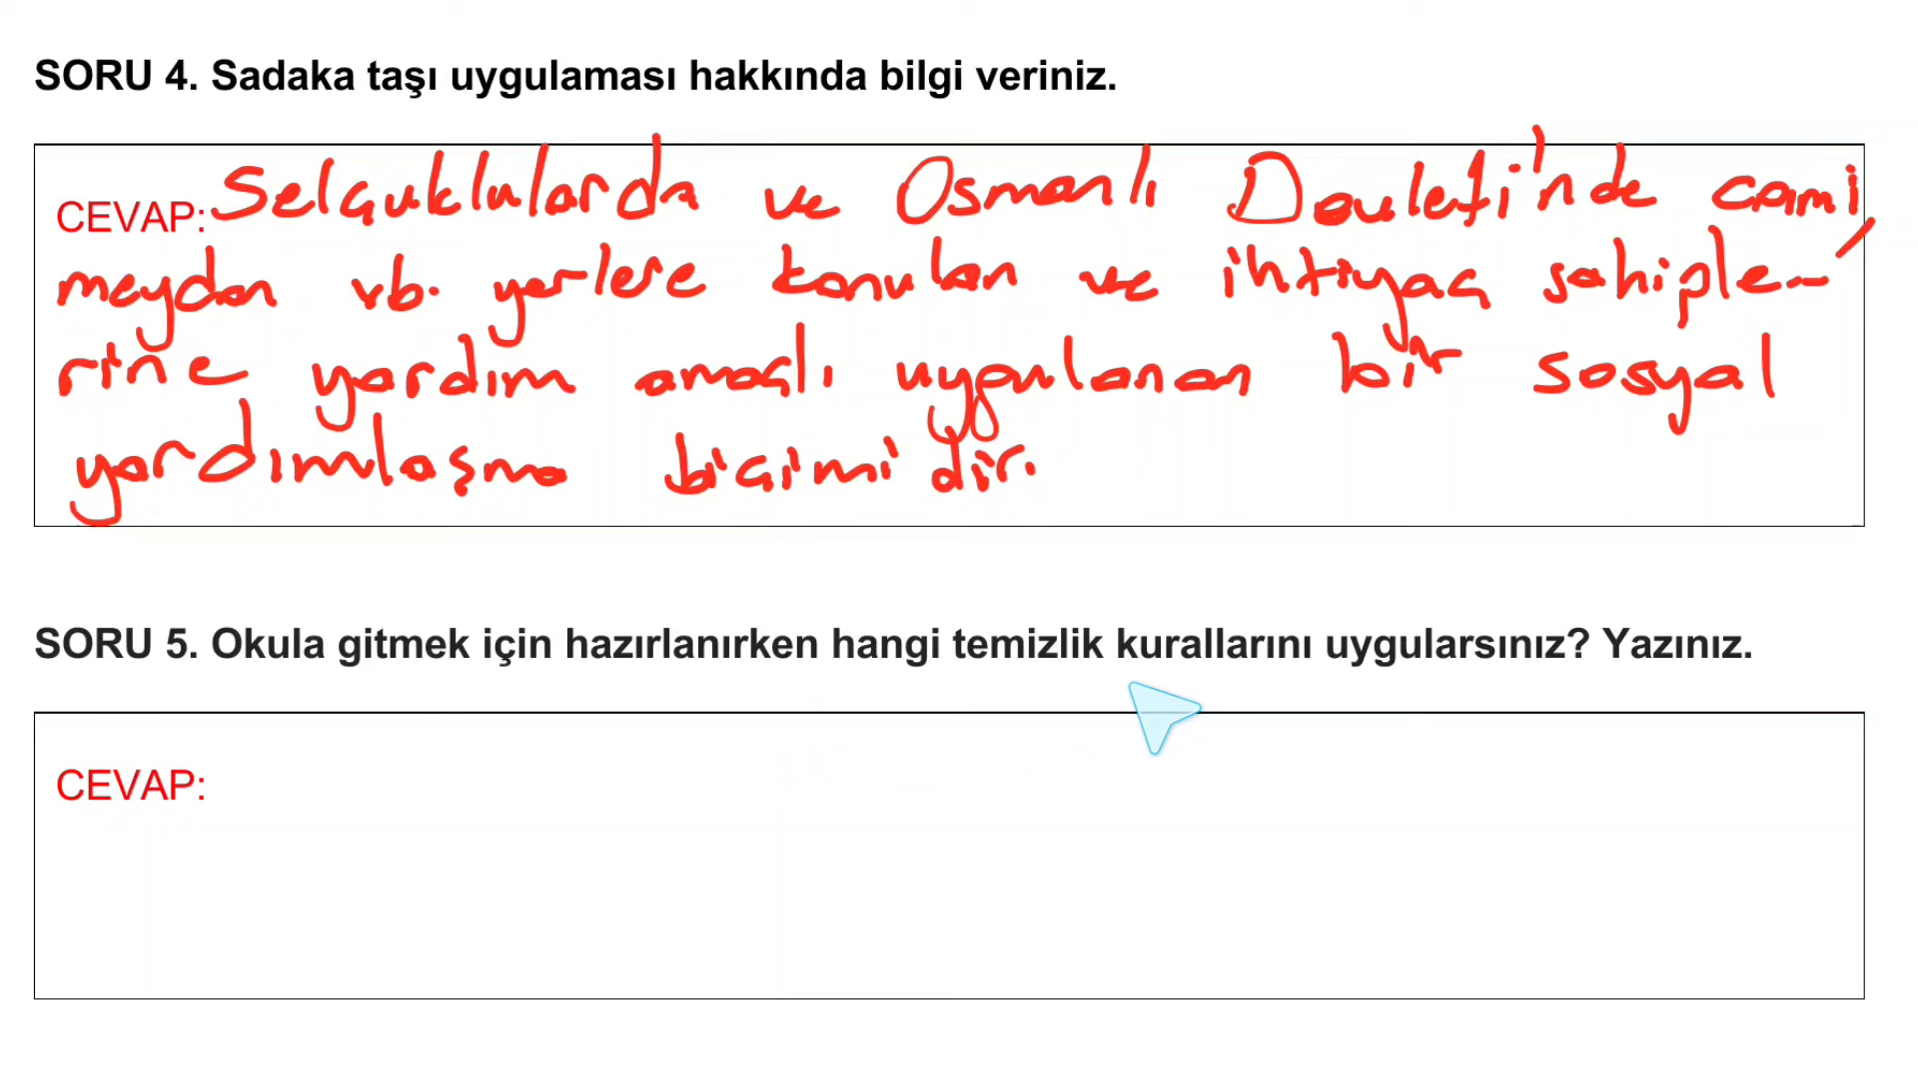 SORU 4. Sadaka taşı uygulaması hakkında bilgi veriniz.
CEVAP: Selçuklularda ve Osmanlı Devleti'nde cami,
meydan vb. yerlere konulan ve ihtiyaç sahiple-
rine yardım amaçlı uygulanan bir sosyal
yardımlaşma biçimidir.
SORU 5. Okula gitmek için hazırlanırken hangi temizlik kurallarını uygularsınız? Yazınız.
CEVAP: